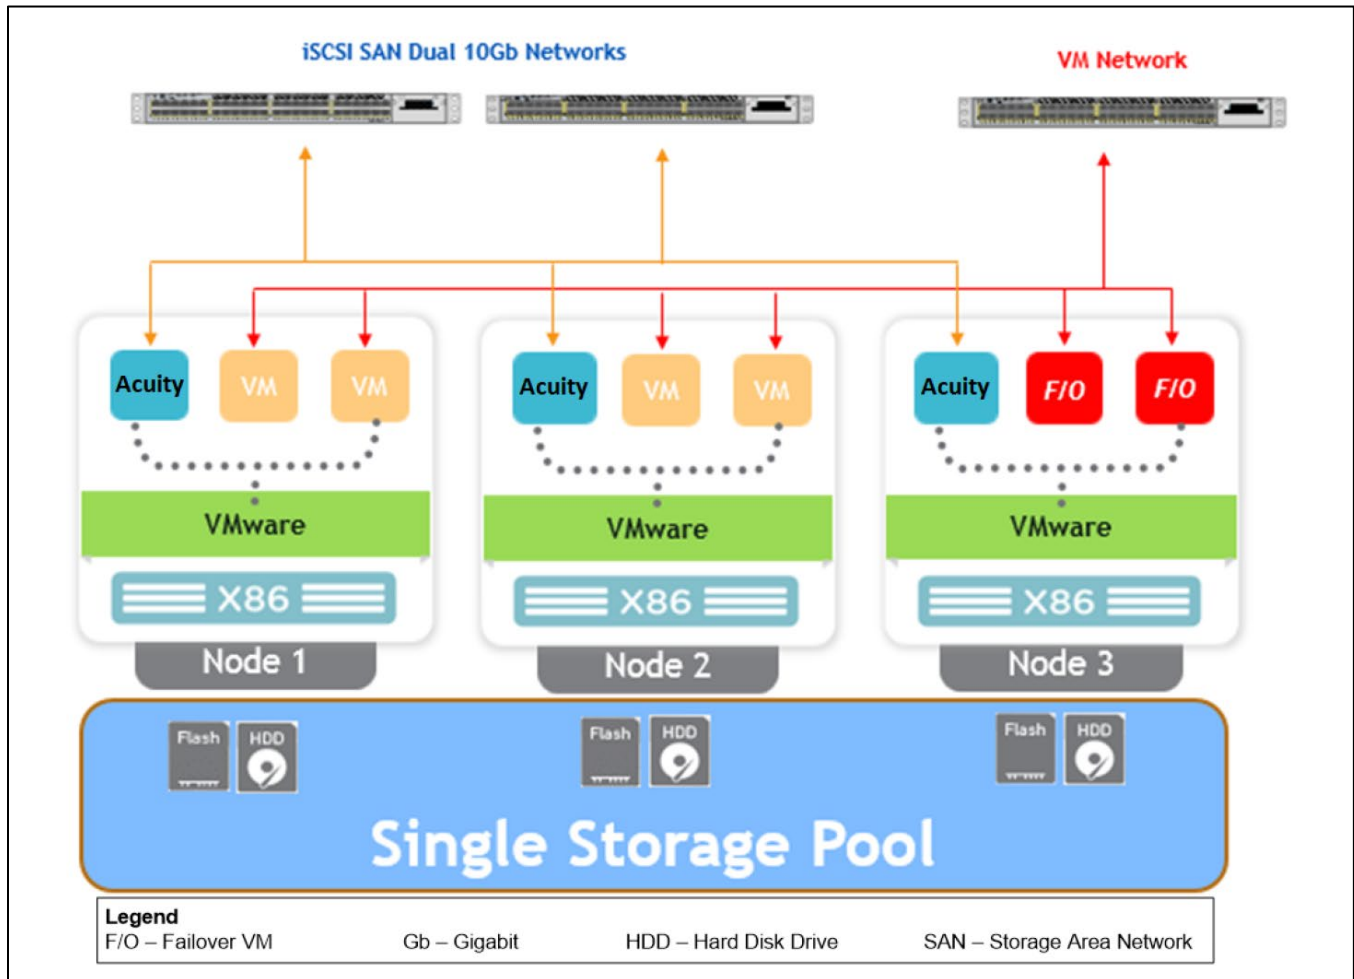 iSCSI SAN Dual 10Gb Networks
VM Network
Acuity VM VM
Acuity VM VM
Acuity F/O F/O
VMware
VMware
VMware
X86
X86
X86
Node 1
Node 2
Node 3
Flash HDD
Flash HDD
Flash HDD
Single Storage Pool
Legend
F/O – Failover VM Gb – Gigabit HDD – Hard Disk Drive SAN – Storage Area Network